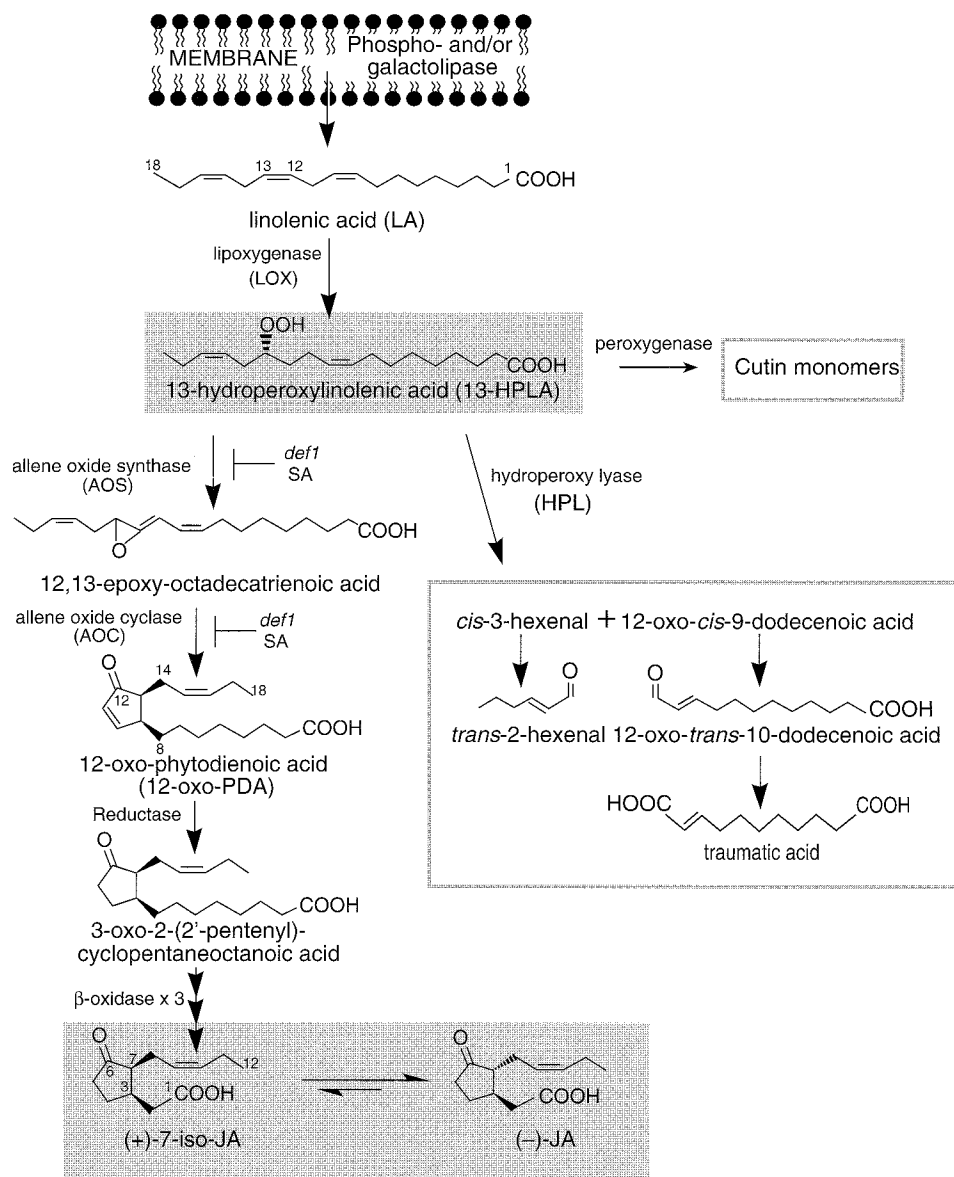 MEMBRANE
Phospho- and/or
galactolipase
18
13
12
1
COOH
linolenic acid (LA)
lipoxygenase
(LOX)
OOH
COOH
13-hydroperoxylinolenic acid (13-HPLA)
peroxygenase
Cutin monomers
allene oxide synthase
(AOS)
def1
SA
hydroperoxy lyase
(HPL)
O
COOH
12,13-epoxy-octadecatrienoic acid
allene oxide cyclase
(AOC)
def1
SA
O
14
12
18
COOH
8
12-oxo-phytodienoic acid
(12-oxo-PDA)
cis-3-hexenal + 12-oxo-cis-9-dodecenoic acid
O
O
COOH
trans-2-hexenal 12-oxo-trans-10-dodecenoic acid
HOOC
COOH
traumatic acid
Reductase
O
COOH
3-oxo-2-(2'-pentenyl)-
cyclopentaneoctanoic acid
β-oxidase x 3
O
7
6
12
3
1
COOH
(+)-7-iso-JA
O
COOH
(–)-JA